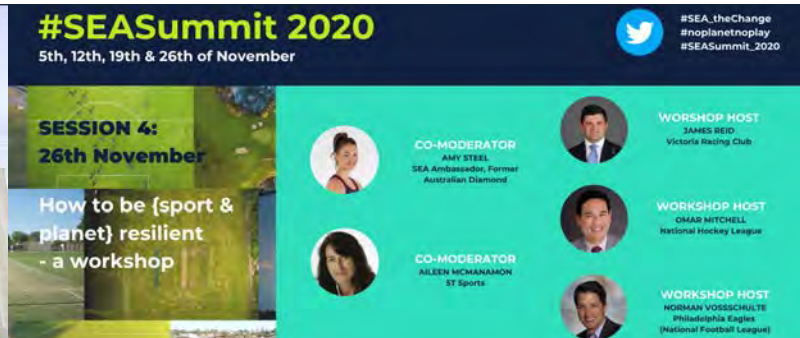 #SEASummit 2020
5th, 12th, 19th & 26th of November
#SEA_theChange
#noplanetnoplay
#SEASummit_2020
SESSION 4:
26th November
How to be {sport &
planet} resilient
- a workshop
CO-MODERATOR
AMY STEEL
SEA Ambassador, Former
Australian Diamond
CO-MODERATOR
AILEEN MCMANAMON
5T Sports
WORSHOP HOST
JAMES REID
Victoria Racing Club
WORKSHOP HOST
OMAR MITCHELL
National Hockey League
WORKSHOP HOST
NORMAN VOSSSCHULTE
Philadelphia Eagles
(National Football League)